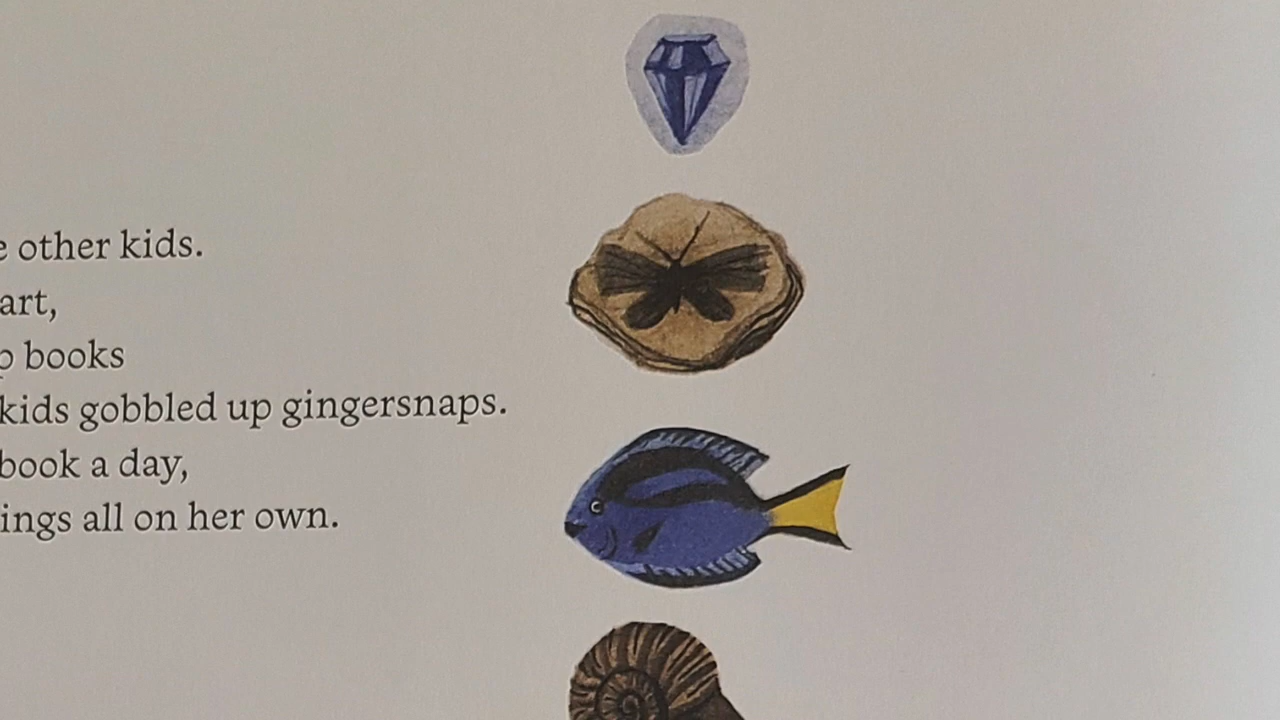 other kids.
art,
books
kids gobbled up gingersnaps.
book a day,
ings all on her own.